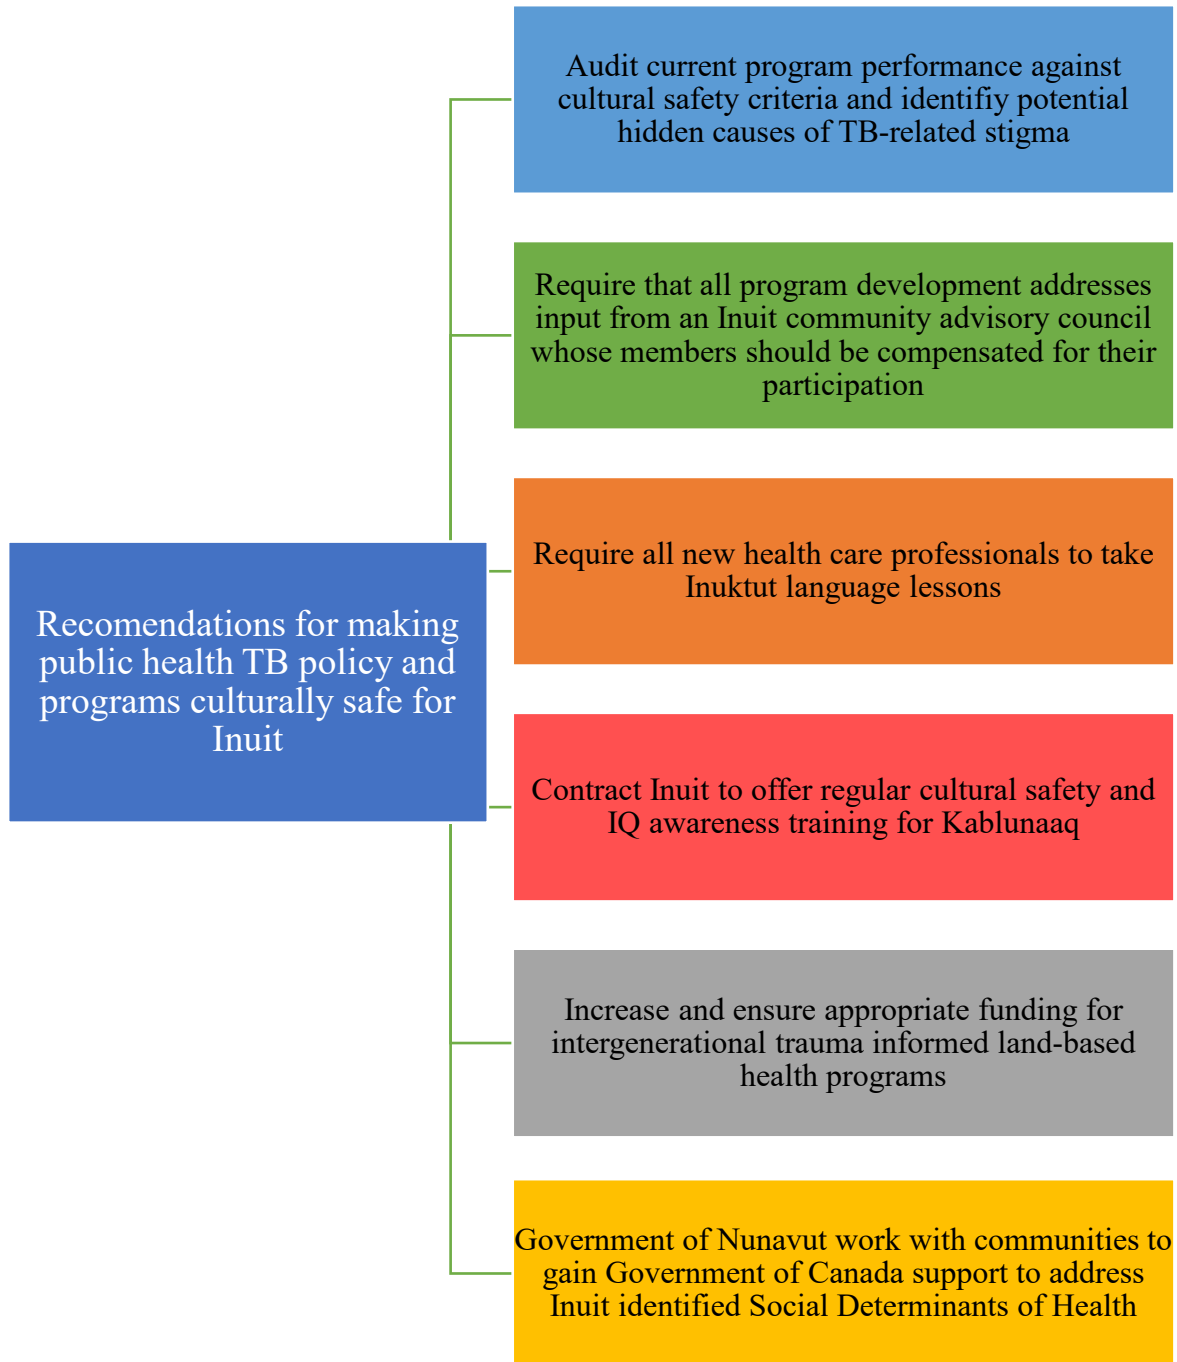 Audit current program performance against
cultural safety criteria and identifiy potential
hidden causes of TB-related stigma
Require that all program development addresses
input from an Inuit community advisory council
whose members should be compensated for their
participation
Require all new health care professionals to take
Inuktut language lessons
Recomendations for making
public health TB policy and
programs culturally safe for
Inuit
Contract Inuit to offer regular cultural safety and
IQ awareness training for Kablunaaq
Increase and ensure appropriate funding for
intergenerational trauma informed land-based
health programs
Government of Nunavut work with communities to
gain Government of Canada support to address
Inuit identified Social Determinants of Health